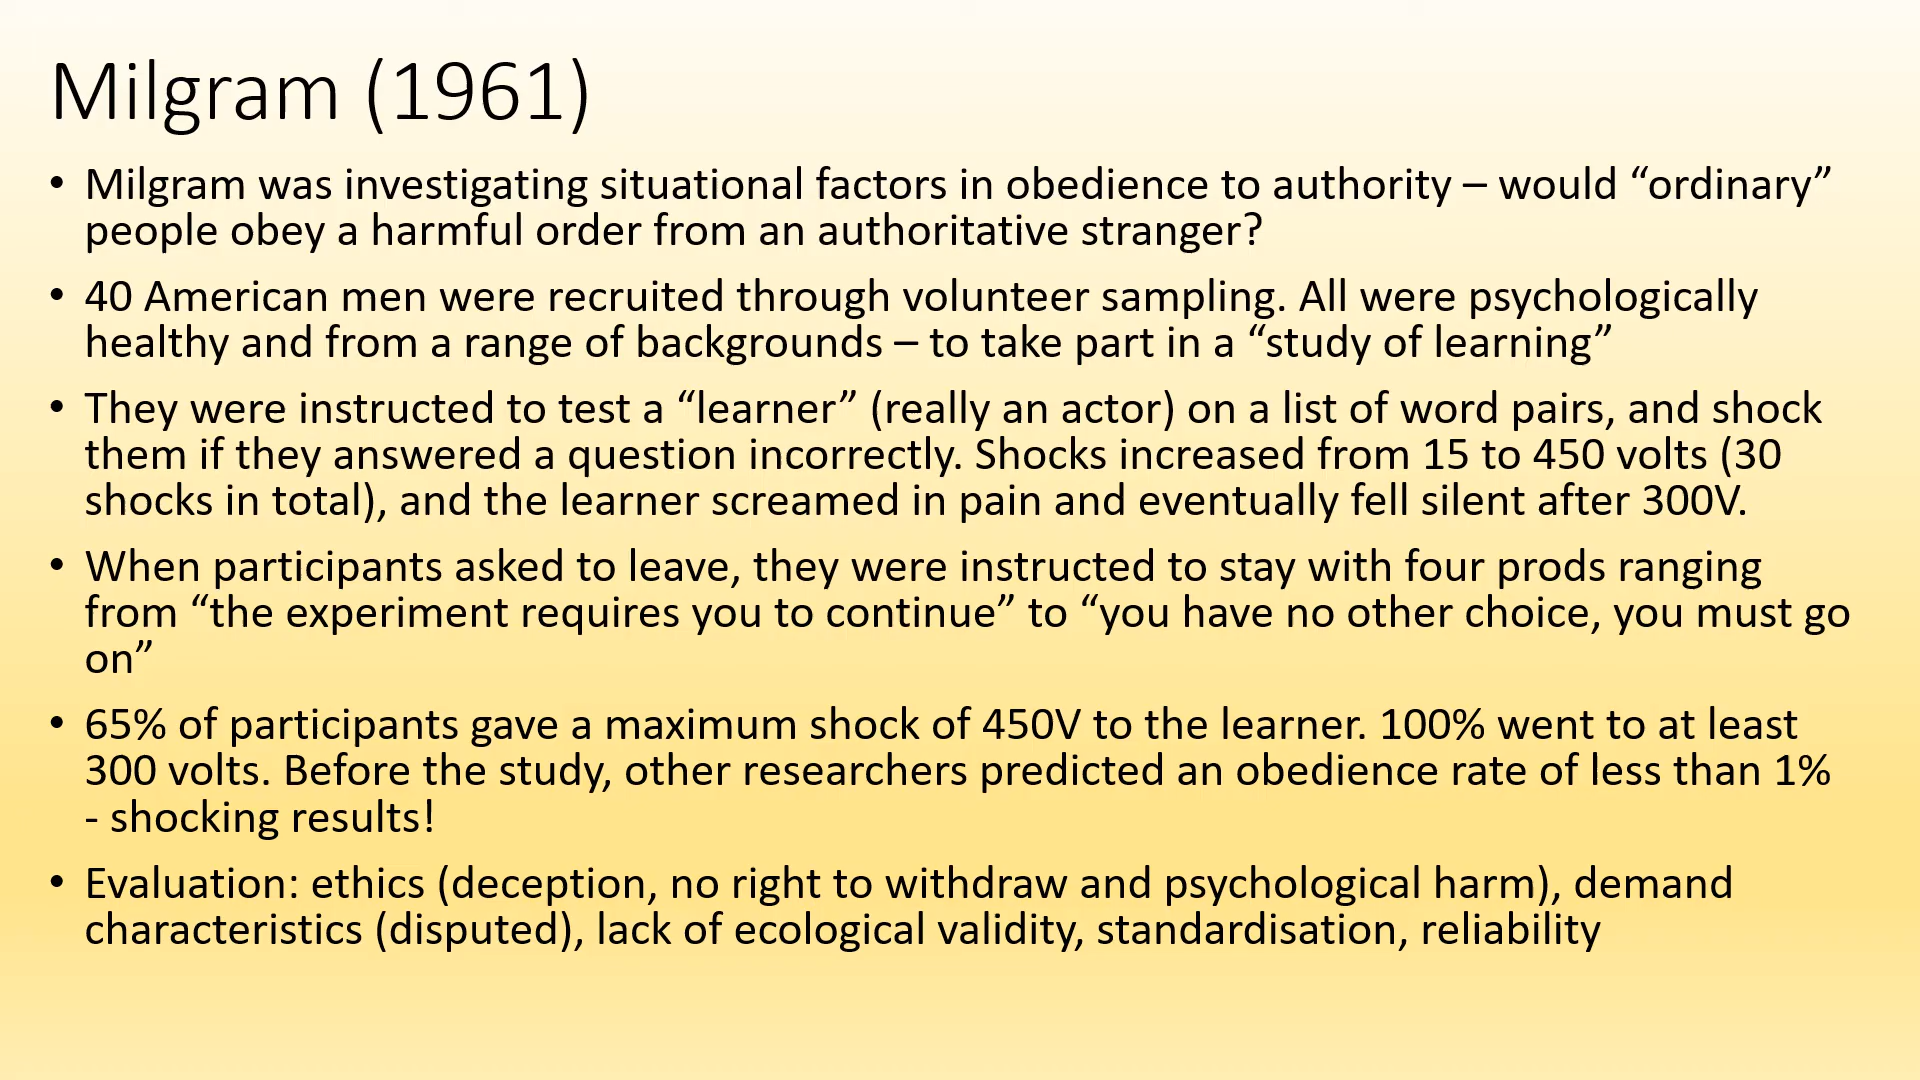 Milgram (1961)
• Milgram was investigating situational factors in obedience to authority – would “ordinary”
people obey a harmful order from an authoritative stranger?
• 40 American men were recruited through volunteer sampling. All were psychologically
healthy and from a range of backgrounds – to take part in a “study of learning”
• They were instructed to test a “learner” (really an actor) on a list of word pairs, and shock
them if they answered a question incorrectly. Shocks increased from 15 to 450 volts (30
shocks in total), and the learner screamed in pain and eventually fell silent after 300V.
• When participants asked to leave, they were instructed to stay with four prods ranging
from “the experiment requires you to continue” to “you have no other choice, you must go
on”
• 65% of participants gave a maximum shock of 450V to the learner. 100% went to at least
300 volts. Before the study, other researchers predicted an obedience rate of less than 1%
- shocking results!
• Evaluation: ethics (deception, no right to withdraw and psychological harm), demand
characteristics (disputed), lack of ecological validity, standardisation, reliability